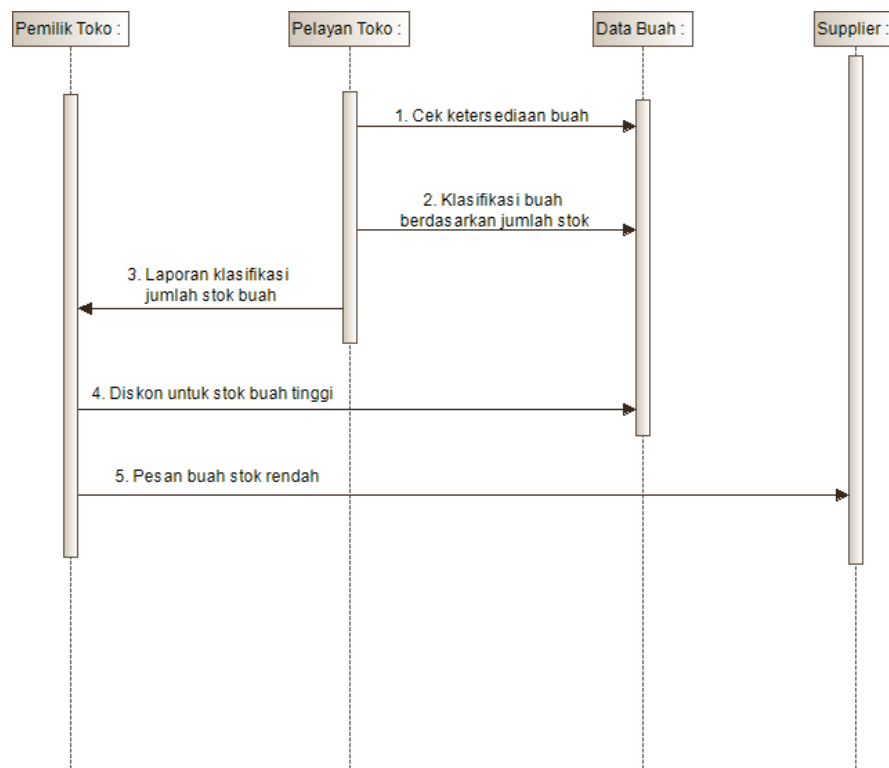 Pemilik Toko :
Pelayan Toko :
Data Buah :
Supplier :
1. Cek ketersediaan buah
2. Klasifikasi buah
berdasarkan jumlah stok
3. Laporan klasifikasi
jumlah stok buah
4. Diskon untuk stok buah tinggi
5. Pesan buah stok rendah